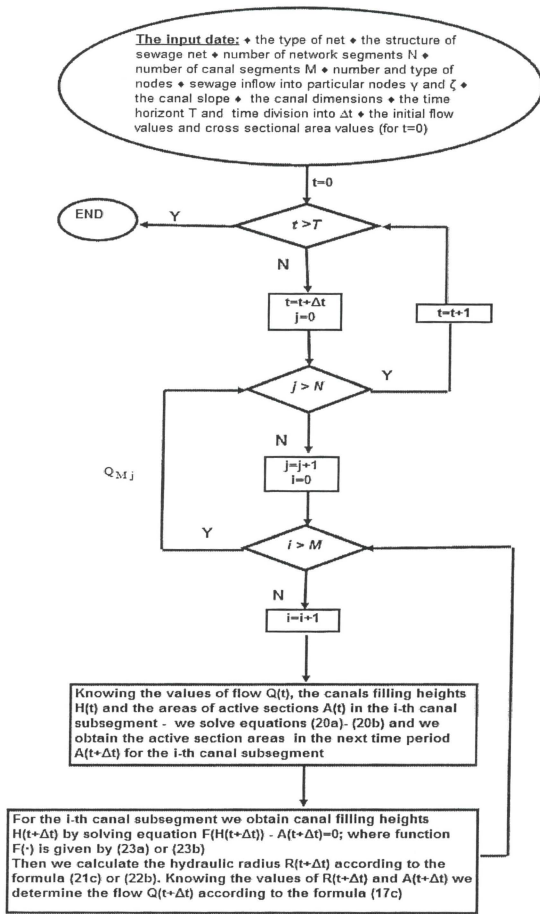 The input date: ♦ the type of net ♦ the structure of
sewage net ♦ number of network segments N ♦
number of canal segments M ♦ number and type of
nodes ♦ sewage inflow into particular nodes γ and ζ ♦
the canal slope ♦ the canal dimensions ♦ the time
horizont T and time division into Δt ♦ the initial flow
values and cross sectional area values (for t=0)
t=0
END
Y
t >T
N
t=t+Δt
j=0
t=t+1
j > N
Y
N
j=j+1
i=0
Q M j
Y
i > M
N
i=i+1
Knowing the values of flow Q(t), the canals filling heights
H(t) and the areas of active sections A(t) in the i-th canal
subsegment - we solve equations (20a)- (20b) and we
obtain the active section areas in the next time period
A(t+Δt) for the i-th canal subsegment
For the i-th canal subsegment we obtain canal filling heights
H(t+Δt) by solving equation F(H(t+Δt)) - A(t+Δt)=0; where function
F(·) is given by (23a) or (23b)
Then we calculate the hydraulic radius R(t+Δt) according to the
formula (21c) or (22b). Knowing the values of R(t+Δt) and A(t+Δt) we
determine the flow Q(t+Δt) according to the formula (17c)